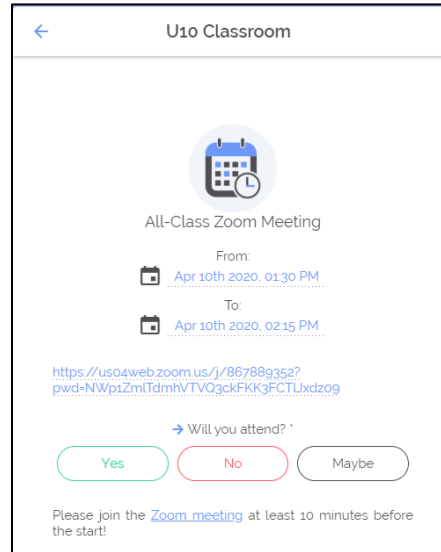 U10 Classroom
All-Class Zoom Meeting
From:
Apr 10th 2020, 01:30 PM
To:
Apr 10th 2020, 02:15 PM
https://us04web.zoom.us/j/867889352?
pwd=NWp1ZmlTdmhVTVQ3ckFKK3FCTlJxdz09
→ Will you attend? *
Yes No Maybe
Please join the Zoom meeting at least 10 minutes before
the start!